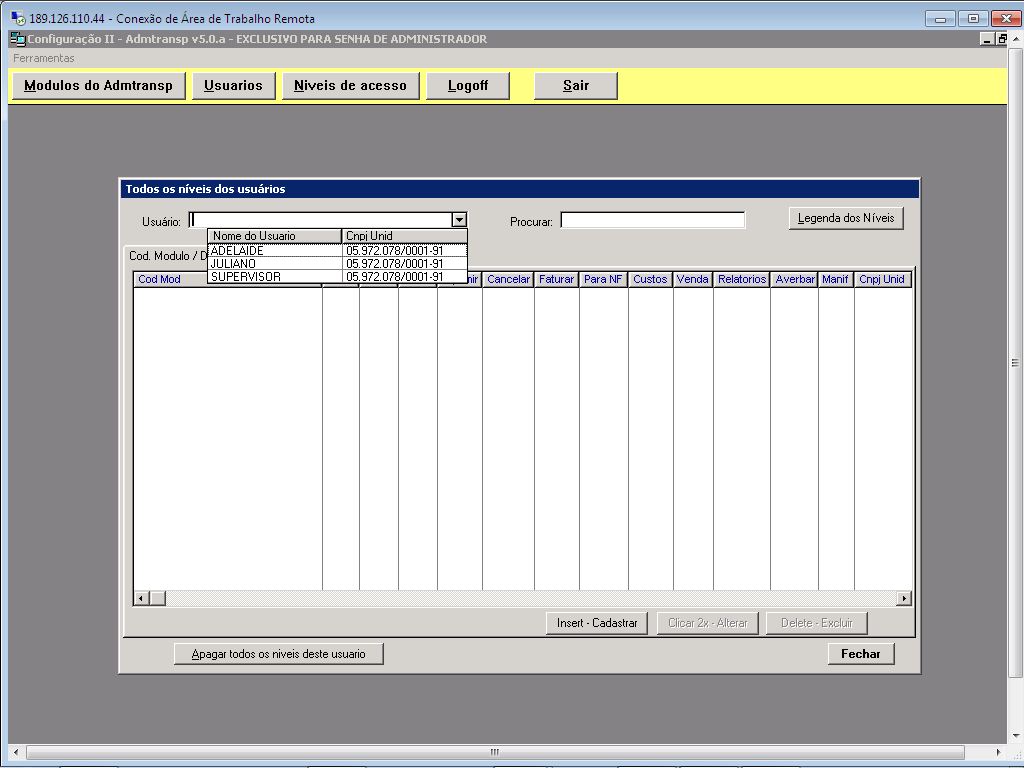 189.126.110.44 - Conexão de Área de Trabalho Remota
Configuração II - Admtransp v5.0.a - EXCLUSIVO PARA SENHA DE ADMINISTRADOR
Ferramentas
Modulos do Admtransp Usuarios Niveis de acesso Logoff Sair
Todos os níveis dos usuários
Usuário: Procurar: Legenda dos Níveis
Nome do Usuario Cnpj Unid
ADELAIDE 05.972.078/0001-91
JULIANO 05.972.078/0001-91
SUPERVISOR 05.972.078/0001-91
Cod. Modulo / D
Cod Mod Cancelar Faturar Para NF Custos Venda Relatorios Averbar Manif Cnpj Unid
Insert - Cadastrar Clicar 2x - Alterar Delete - Excluir
Apagar todos os niveis deste usuario Fechar